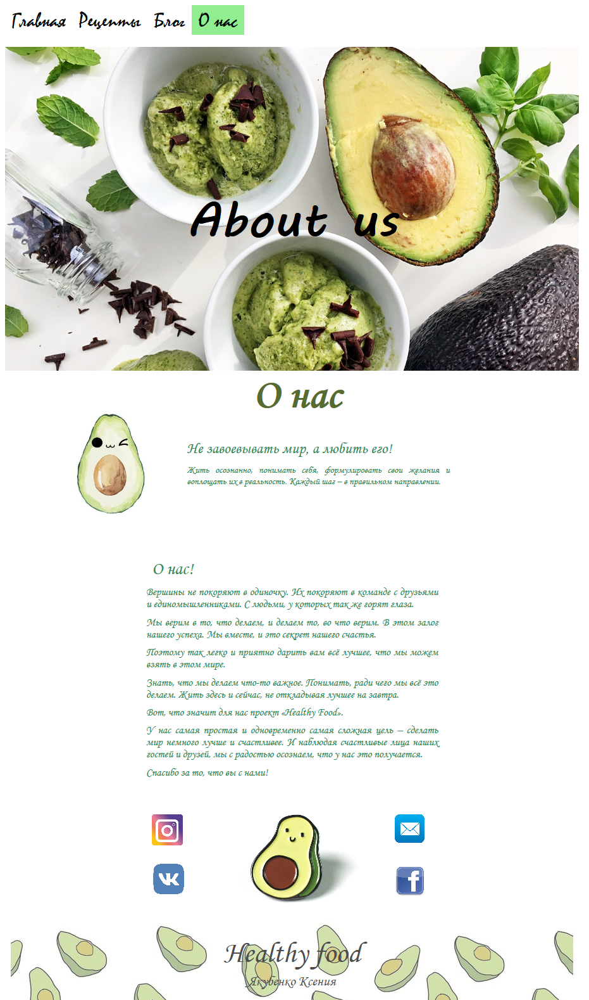 Главная Рецепты Блог О нас
About us
О нас
Не завоевывать мир, а любить его!
Жить осознанно, понимать себя, формулировать свои желания и
воплощать их в реальность. Каждый шаг – в правильном направлении.
О нас!
Вершины не покоряют в одиночку. Их покоряют в команде с друзьями
и единомышленниками. С людьми, у которых так же горят глаза.
Мы верим в то, что делаем, и делаем то, во что верим. В этом залог
нашего успеха. Мы вместе, и это секрет нашего счастья.
Поэтому так легко и приятно дарить вам всё лучшее, что мы можем
взять в этом мире.
Знать, что мы делаем что-то важное. Понимать, ради чего мы всё это
делаем. Жить здесь и сейчас, не откладывая лучшее на завтра.
Вот, что значит для нас проект «Healthy Food».
У нас самая простая и одновременно самая сложная цель – сделать
мир немного лучше и счастливее. И наблюдая счастливые лица наших
гостей и друзей, мы с радостью осознаем, что у нас это получается.
Спасибо за то, что вы с нами!
Healthy food
Якубенко Ксения